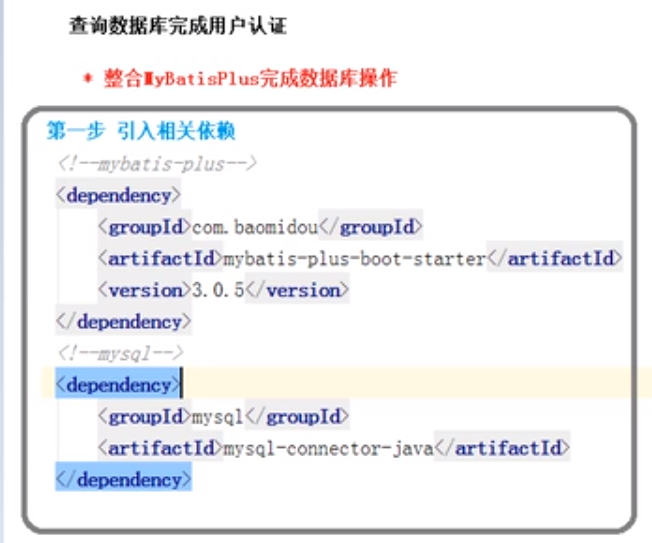 查询数据库完成用户认证
* 整合MyBatisPlus完成数据库操作
第一步 引入相关依赖
<!--mybatis-plus-->
<dependency>
<groupId>com.baomidou</groupId>
<artifactId>mybatis-plus-boot-starter</artifactId>
<version>3.0.5</version>
</dependency>
<!--mysql-->
<dependency>
<groupId>mysql</groupId>
<artifactId>mysql-connector-java</artifactId>
</dependency>